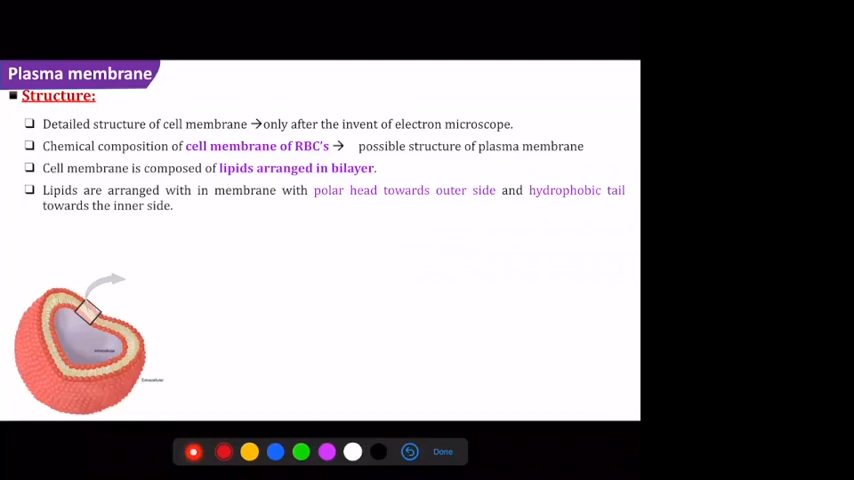 Plasma membrane
Structure:
Detailed structure of cell membrane →only after the invent of electron microscope.
Chemical composition of cell membrane of RBC's → possible structure of plasma membrane
Cell membrane is composed of lipids arranged in bilayer.
Lipids are arranged with in membrane with polar head towards outer side and hydrophobic tail
towards the inner side.
Intracellular
Extracellular
Done